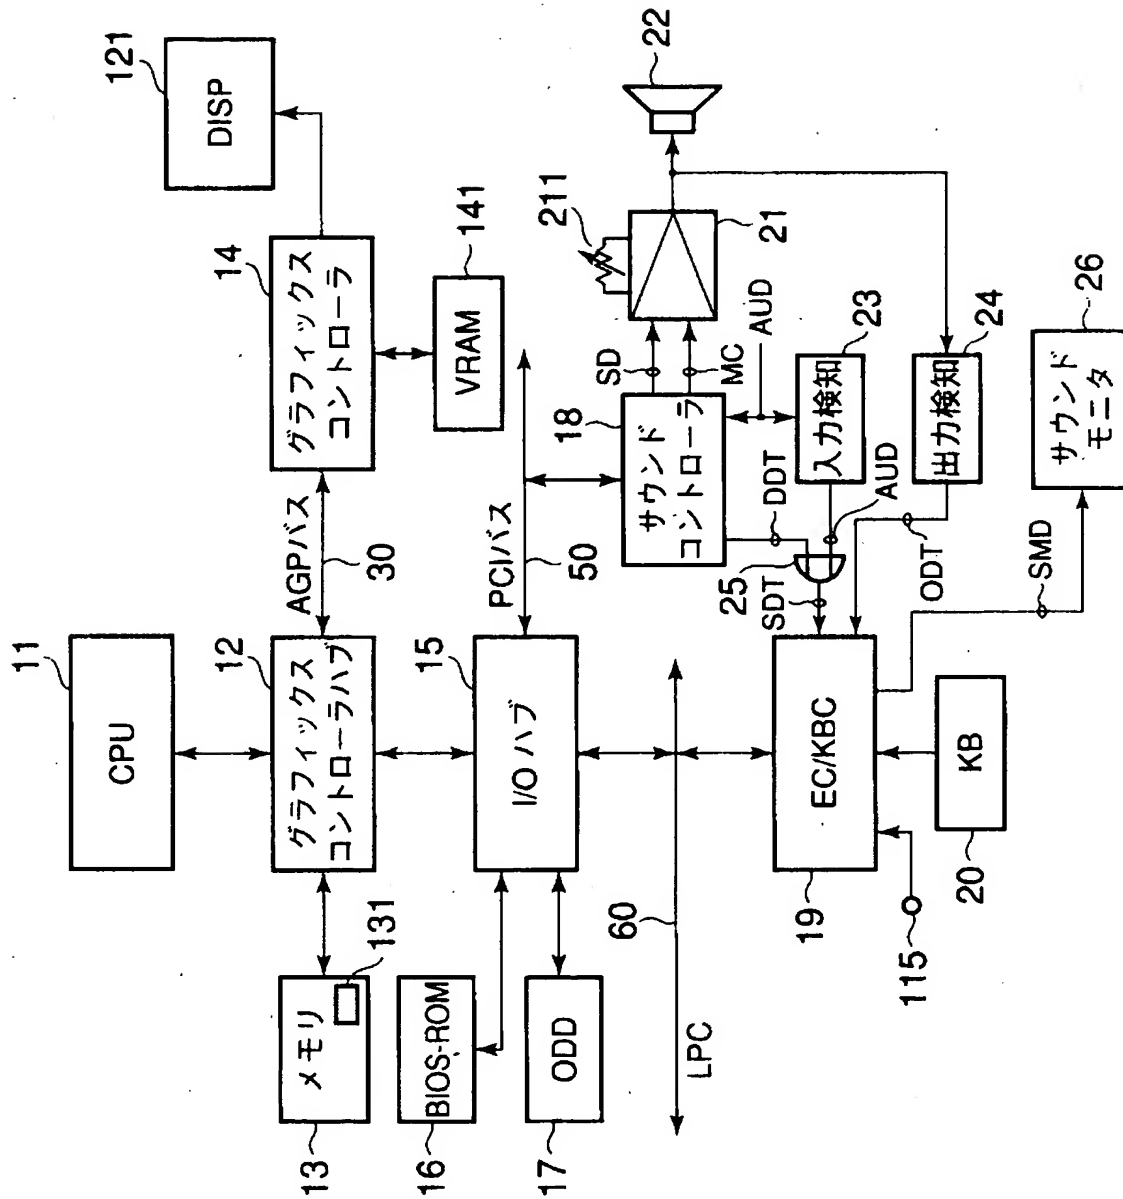 11
CPU
12
グラフィックス
コントローラハブ
AGPバス
30
14
グラフィックス
コントローラ
121
DISP
141
VRAM
13
メモリ
131
15
I/Oハブ
PCIバス
50
16
BIOS-ROM
17
ODD
18
サウンド
コントローラ
SD
MC
211
21
22
AUD
23
入力検知
24
出力検知
DDT
AUD
25
SDT
ODT
60
LPC
19
EC/KBC
SMD
26
サウンド
モニタ
115
20
KB